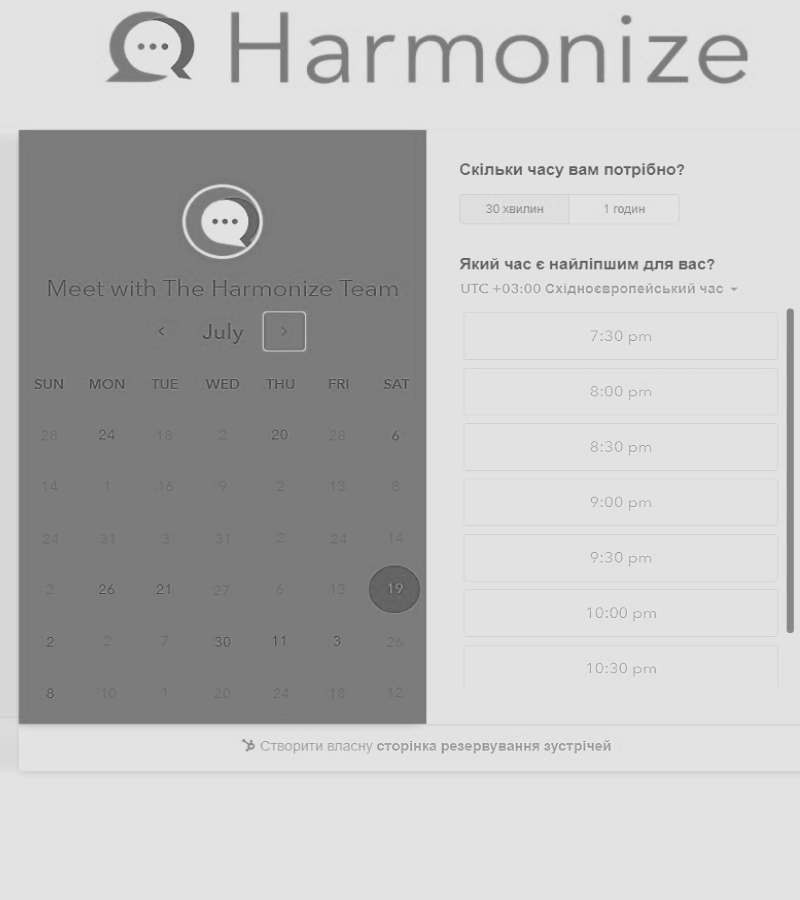 Harmonize
Meet with The Harmonize Team
July
SUN MON TUE WED THU FRI SAT
28 24 18 2 20 28 6
14 1 16 9 2 13 8
24 31 3 31 2 24 14
2 26 21 27 6 13 19
2 2 7 30 11 3 26
8 10 1 20 24 18 12
Скільки часу вам потрібно?
30 хвилин 1 годин
Який час є найліпшим для вас?
UTC +03:00 Східноєвропейський час
7:30 pm
8:00 pm
8:30 pm
9:00 pm
9:30 pm
10:00 pm
10:30 pm
Створити власну сторінка резервування зустрічей